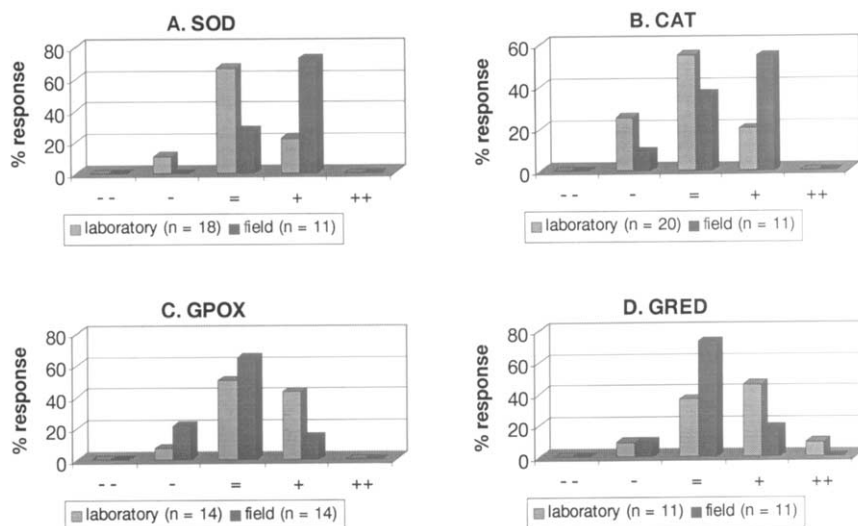 A. SOD
% response
80
60
40
20
0
-- - = + ++
laboratory (n = 18) field (n = 11)
B. CAT
% response
60
40
20
0
-- - = + ++
laboratory (n = 20) field (n = 11)
C. GPOX
% response
80
60
40
20
0
-- - = + ++
laboratory (n = 14) field (n = 14)
D. GRED
% response
80
60
40
20
0
-- - = + ++
laboratory (n = 11) field (n = 11)